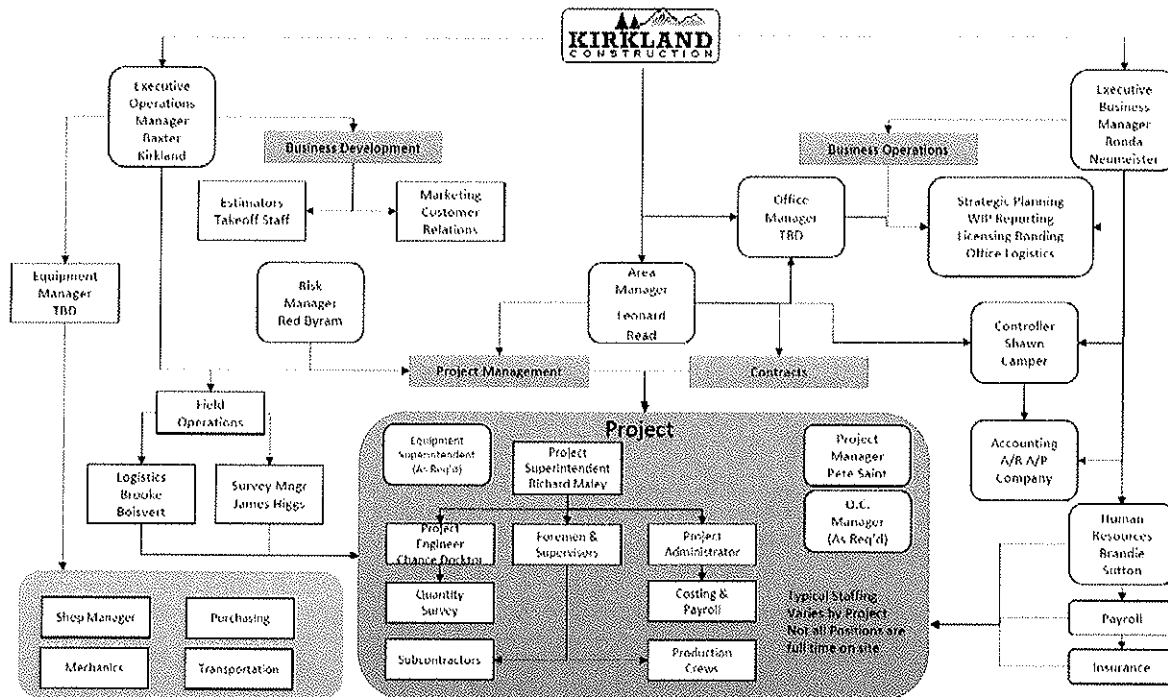 KIRKLAND
CONSTRUCTION
Executive
Operations
Manager
Baxter
Kirkland
Business Development
Estimators
Takeoff Staff
Marketing
Customer
Relations
Business Operations
Executive
Business
Manager
Ronda
Neumeister
Office
Manager
TBD
Strategic Planning
WIP Reporting
Licensing Bonding
Office Logistics
Equipment
Manager
TBD
Risk
Manager
Red Byram
Area
Manager
Leonard
Read
Controller
Shawn
Camper
Project Management
Contracts
Field
Operations
Logistics
Brooke
Boisvert
Survey Mngr
James Higgs
Accounting
A/R A/P
Company
Project
Equipment
Superintendent
(As Req'd)
Project
Superintendent
Richard Maley
Project
Manager
Pete Saint
Q.C.
Manager
(As Req'd)
Project
Engineer
Chance Docktor
Foremen &
Supervisors
Project
Administrator
Quantity
Survey
Costing &
Payroll
Subcontractors
Production
Crews
Typical Staffing
Varies by Project
Not all Positions are
full time on site
Human
Resources
Brandie
Sutton
Payroll
Insurance
Shop Manager
Purchasing
Mechanics
Transportation